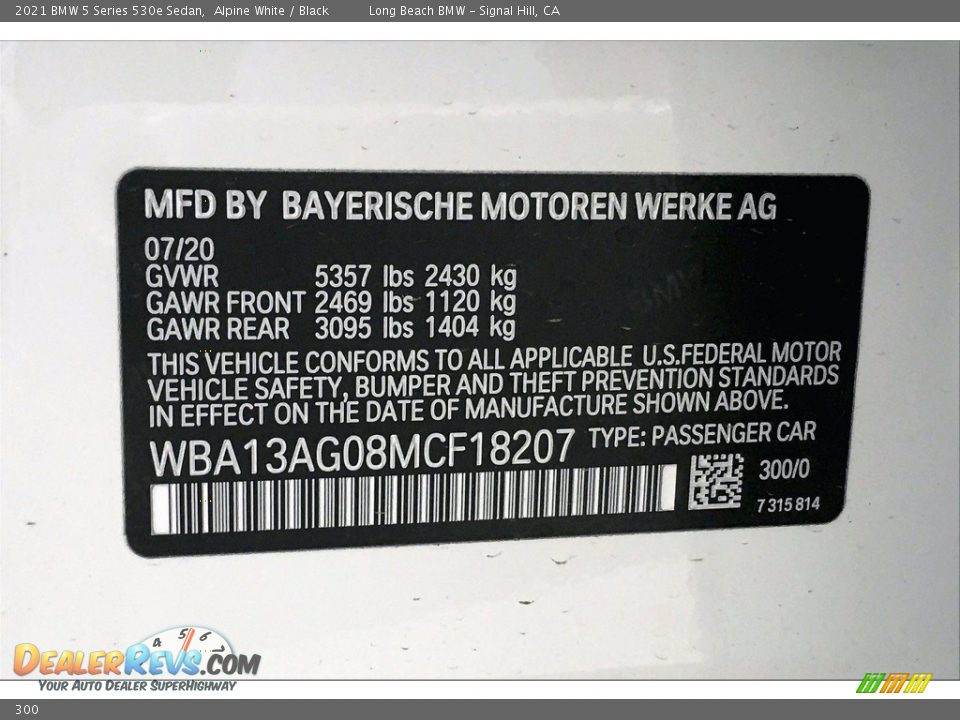 2021 BMW 5 Series 530e Sedan, Alpine White / Black Long Beach BMW - Signal Hill, CA
MFD BY BAYERISCHE MOTOREN WERKE AG
07/20
GVWR 5357 lbs 2430 kg
GAWR FRONT 2469 lbs 1120 kg
GAWR REAR 3095 lbs 1404 kg
THIS VEHICLE CONFORMS TO ALL APPLICABLE U.S.FEDERAL MOTOR
VEHICLE SAFETY, BUMPER AND THEFT PREVENTION STANDARDS
IN EFFECT ON THE DATE OF MANUFACTURE SHOWN ABOVE.
WBA13AG08MCF18207 TYPE: PASSENGER CAR
300/0
7 315 814
4 5 6 7
DEALERREVS.COM
YOUR AUTO DEALER SUPERHIGHWAY
300